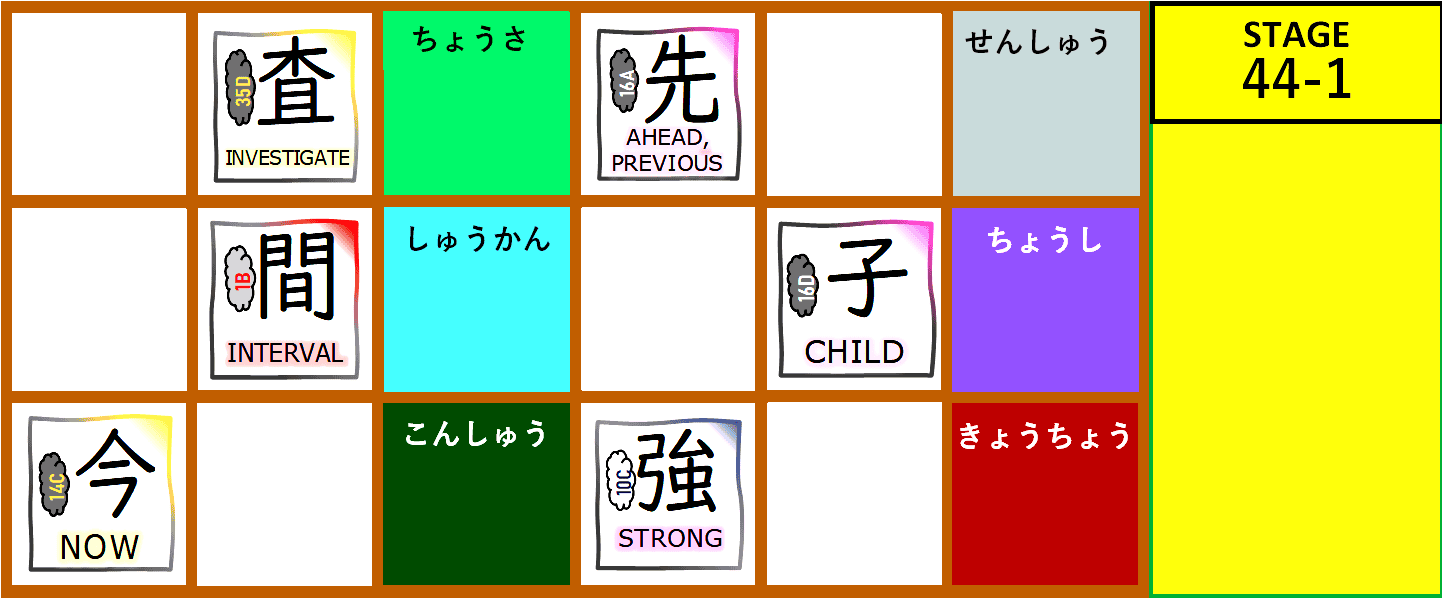 35D
査
INVESTIGATE
ちょうさ
16A
先
AHEAD,
PREVIOUS
せんしゅう
STAGE
44-1
1B
間
INTERVAL
しゅうかん
16D
子
CHILD
ちょうし
14C
今
NOW
こんしゅう
10C
強
STRONG
きょうちょう